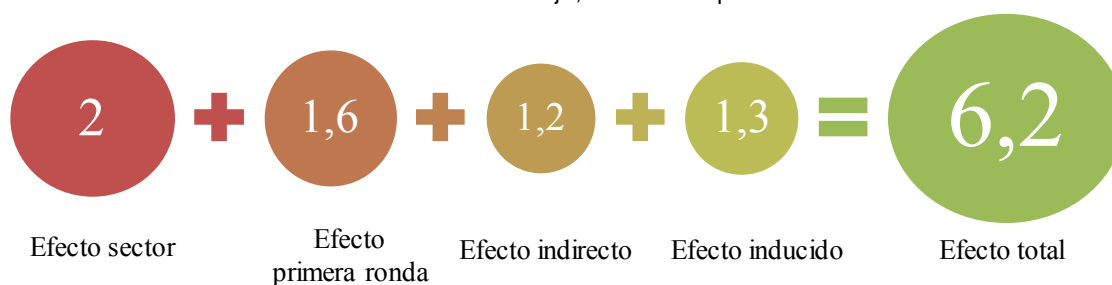 2 + 1,6 + 1,2 + 1,3 = 6,2
Efecto sector
Efecto
primera ronda
Efecto indirecto
Efecto inducido
Efecto total